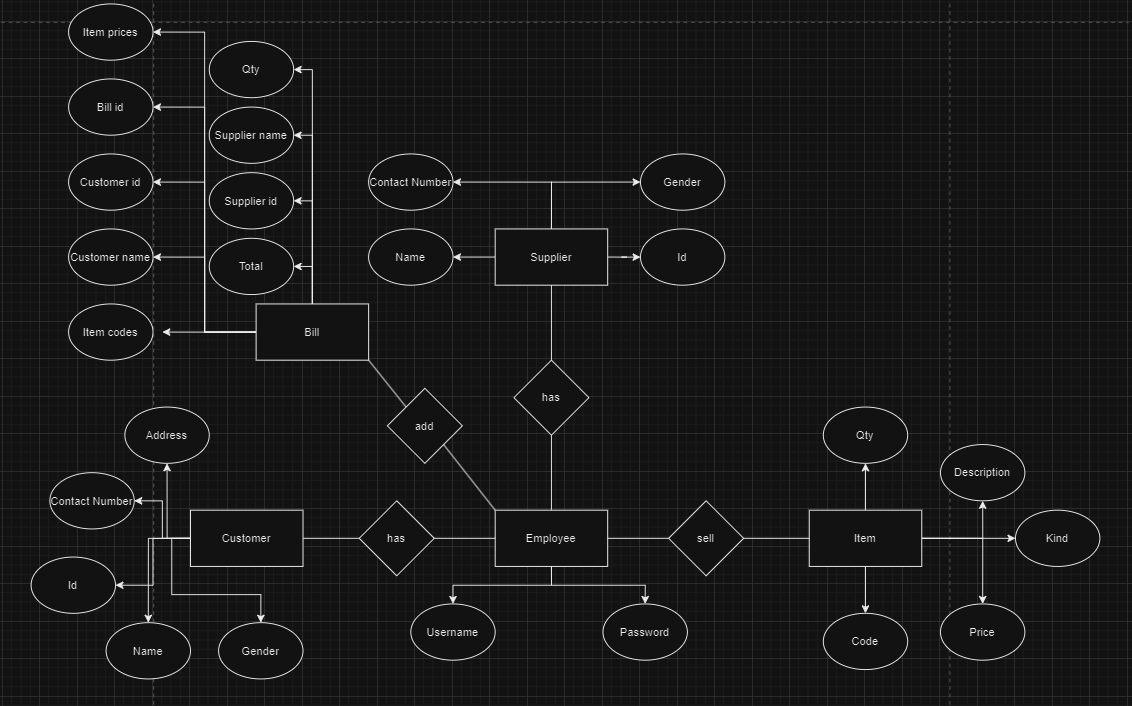 Item prices
Qty
Bill id
Supplier name
Customer id
Supplier id
Contact Number
Gender
Customer name
Total
Name
Supplier
Id
Item codes
Bill
has
add
Address
Qty
Description
Contact Number
Customer
has
Employee
sell
Item
Kind
Id
Username
Password
Code
Price
Name
Gender